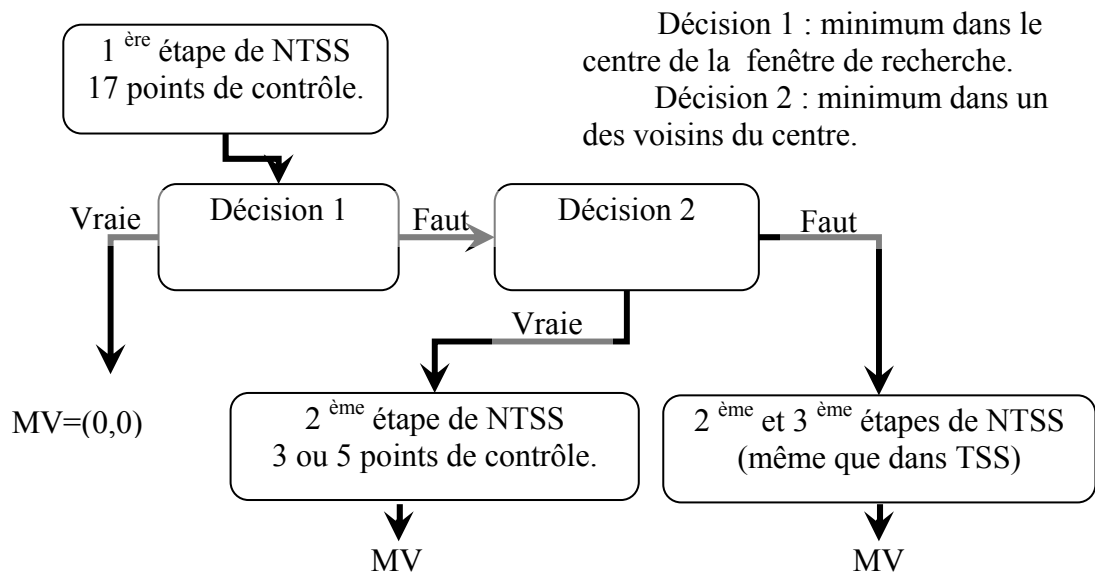 1 ère étape de NTSS
17 points de contrôle.
Décision 1 : minimum dans le
centre de la fenêtre de recherche.
Décision 2 : minimum dans un
des voisins du centre.
Vraie
Décision 1
Faut
Décision 2
Faut
Vraie
MV=(0,0)
2 ème étape de NTSS
3 ou 5 points de contrôle.
2 ème et 3 ème étapes de NTSS
(même que dans TSS)
MV
MV